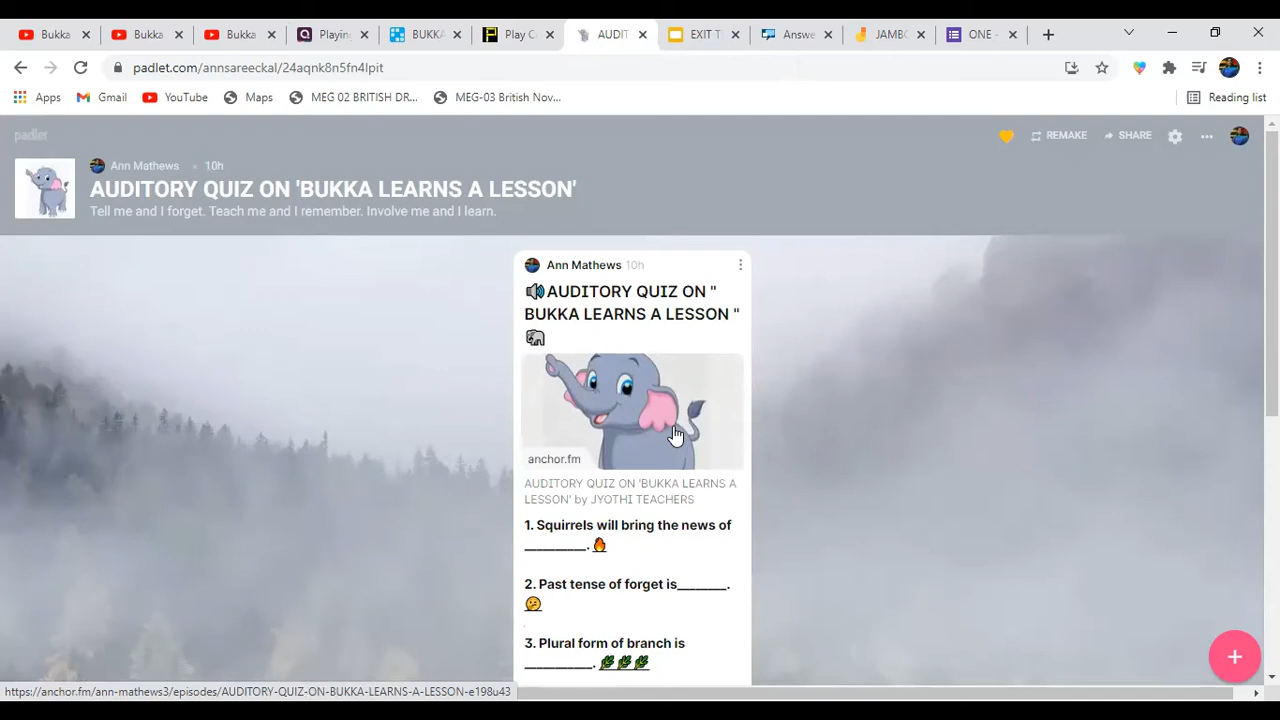 Bukka
Bukka
Bukka
Playing
BUKKA
Play C
AUDIT
EXIT T
Answe
JAMBO
ONE -
padlet.com/annsareeckal/24aqnk8n5fn4lpit
Apps
Gmail
YouTube
Maps
MEG 02 BRITISH DR...
MEG-03 British Nov...
Reading list
padlet
REMAKE
SHARE
Ann Mathews • 10h
AUDITORY QUIZ ON 'BUKKA LEARNS A LESSON'
Tell me and I forget. Teach me and I remember. Involve me and I learn.
Ann Mathews 10h
🔊AUDITORY QUIZ ON "
BUKKA LEARNS A LESSON "
🐘
anchor.fm
AUDITORY QUIZ ON 'BUKKA LEARNS A
LESSON' by JYOTHI TEACHERS
1. Squirrels will bring the news of
__________. 🔥
2. Past tense of forget is________.
🫤
3. Plural form of branch is
___________. 🌿🌿🌿
https://anchor.fm/ann-mathews3/episodes/AUDITORY-QUIZ-ON-BUKKA-LEARNS-A-LESSON-e198u43